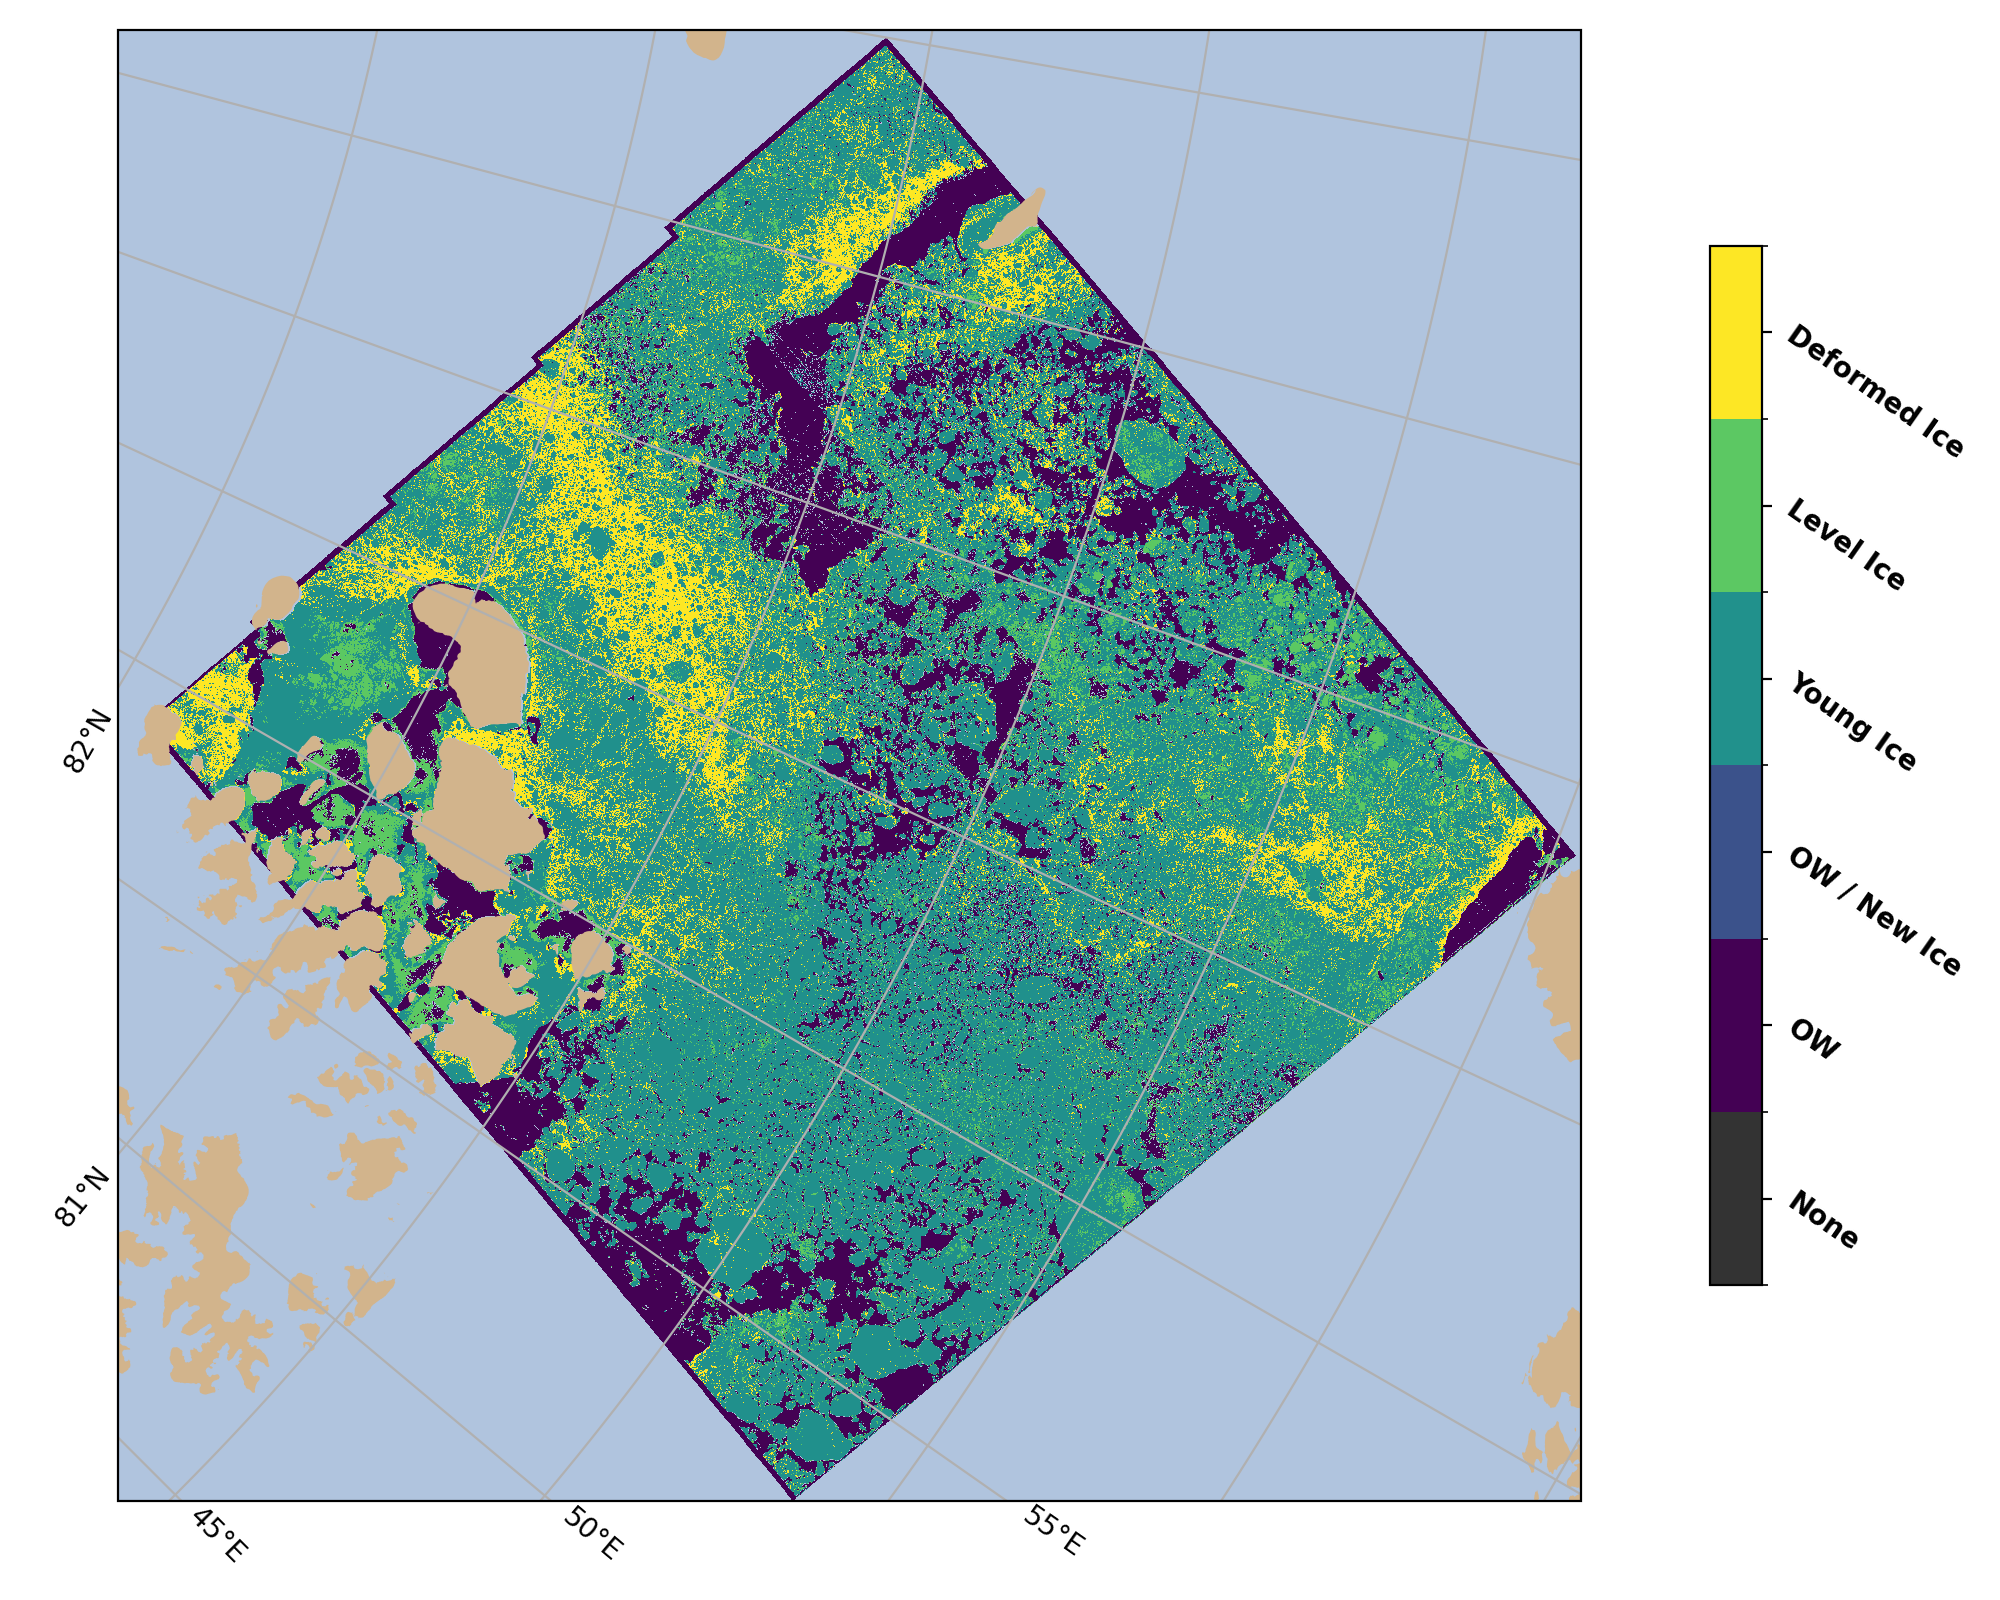 82°N
81°N
45°E
50°E
55°E
Deformed Ice
Level Ice
Young Ice
OW / New Ice
OW
None